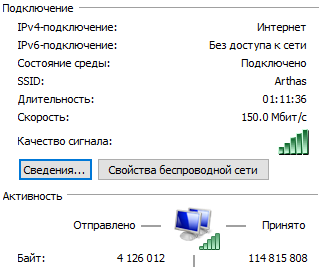 Подключение
IPv4-подключение: Интернет
IPv6-подключение: Без доступа к сети
Состояние среды: Подключено
SSID: Arthas
Длительность: 01:11:36
Скорость: 150.0 Мбит/с
Качество сигнала:
Сведения... Свойства беспроводной сети
Активность
Отправлено Принято
Байт: 4 126 012 114 815 808